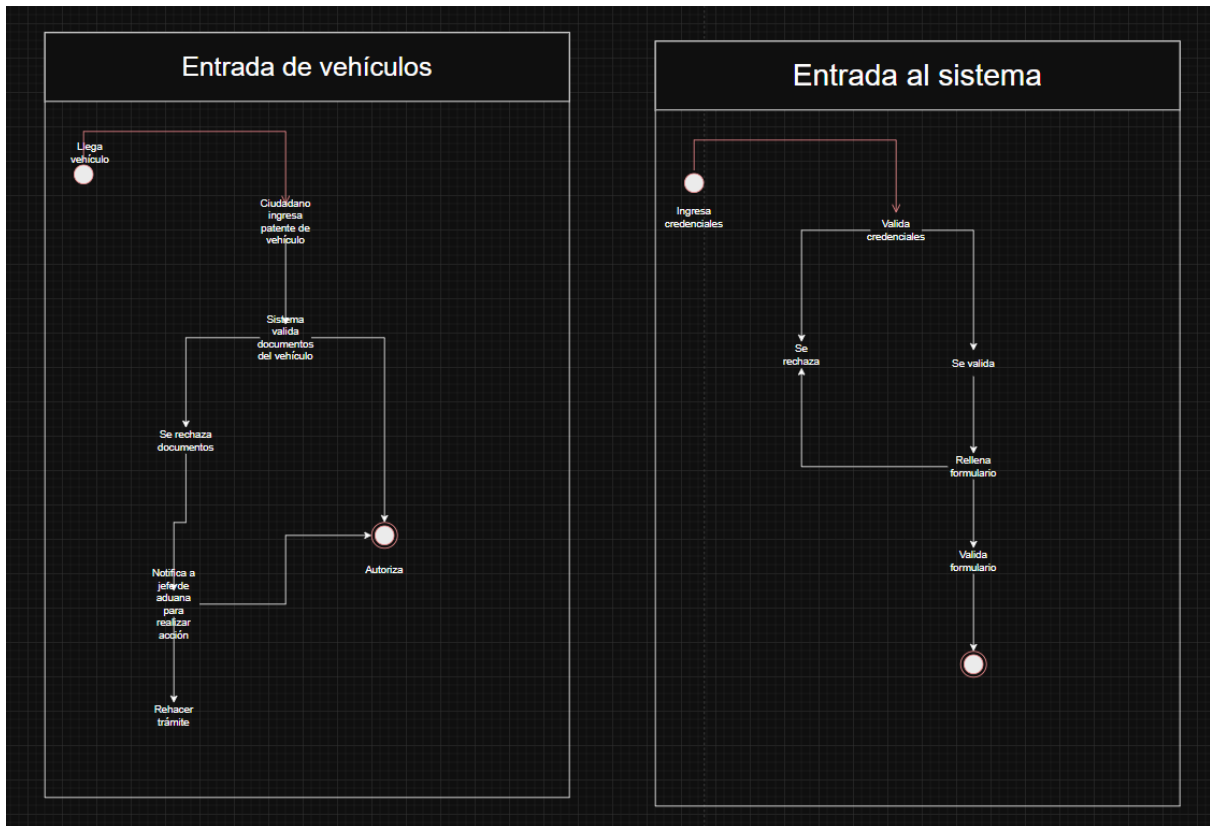 Entrada de vehículos
Llega
vehículo
Ciudadano
ingresa
patente de
vehículo
Sistema
valida
documentos
del vehículo
Se rechaza
documentos
Notifica a
jefe de
aduana
para
realizar
acción
Autoriza
Rehacer
trámite
Entrada al sistema
Ingresa
credenciales
Valida
credenciales
Se
rechaza
Se valida
Rellena
formulario
Valida
formulario